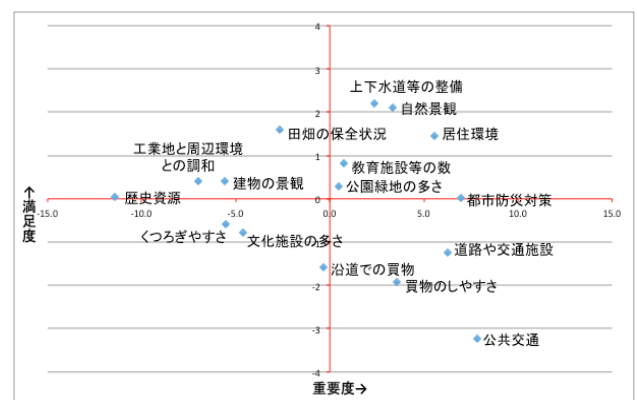 4
3
上下水道等の整備
2
自然景観
田畑の保全状況
居住環境
工業地と周辺環境
との調和
1
教育施設等の数
建物の景観
公園緑地の多さ
歴史資源
0
都市防災対策
-15.0
-10.0
-5.0
0.0
5.0
10.0
15.0
↑満足度
くつろぎやすさ
文化施設の多さ
-1
道路や交通施設
沿道での買物
-2
買物のしやすさ
-3
公共交通
-4
重要度→